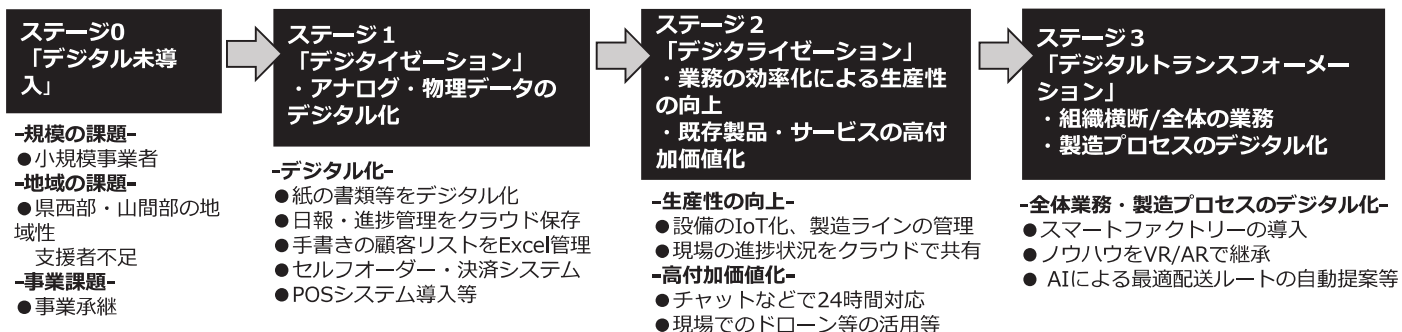 ステージ0
「デジタル未導
入」
-規模の課題-
●小規模事業者
-地域の課題-
●県西部・山間部の地
域性
支援者不足
-事業課題-
●事業承継
ステージ１
「デジタイゼーション」
・アナログ・物理データの
デジタル化
-デジタル化-
●紙の書類等をデジタル化
●日報・進捗管理をクラウド保存
●手書きの顧客リストをExcel管理
●セルフオーダー・決済システム
●POSシステム導入等
ステージ２
「デジタライゼーション」
・業務の効率化による生産性
の向上
・既存製品・サービスの高付
加価値化
-生産性の向上-
●設備のIoT化、製造ラインの管理
●現場の進捗状況をクラウドで共有
-高付加価値化-
●チャットなどで24時間対応
●現場でのドローン等の活用等
ステージ３
「デジタルトランスフォーメー
ション」
・組織横断/全体の業務
・製造プロセスのデジタル化
-全体業務・製造プロセスのデジタル化-
●スマートファクトリーの導入
●ノウハウをVR/ARで継承
● AIによる最適配送ルートの自動提案等